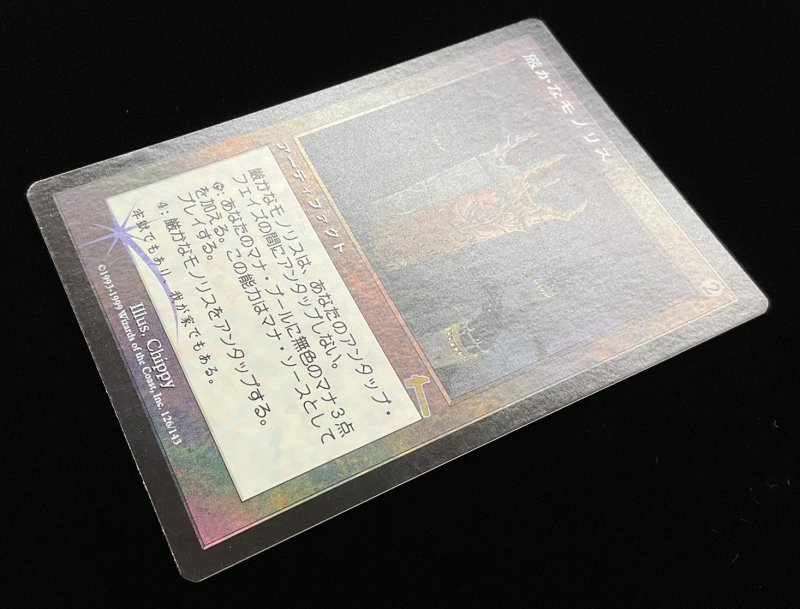 厳かなモノリス
2
アーティファクト
厳かなモノリスは、あなたのアンタップ・
フェイズの間にアンタップしない。
：あなたのマナ・プールに無色のマナ３点
を加える。この能力はマナ・ソースとして
プレイする。
４：厳かなモノリスをアンタップする。
牢獄でもあり、我が家でもある。
Illus. Chippy
©1993-1999 Wizards of the Coast, Inc. 126/143